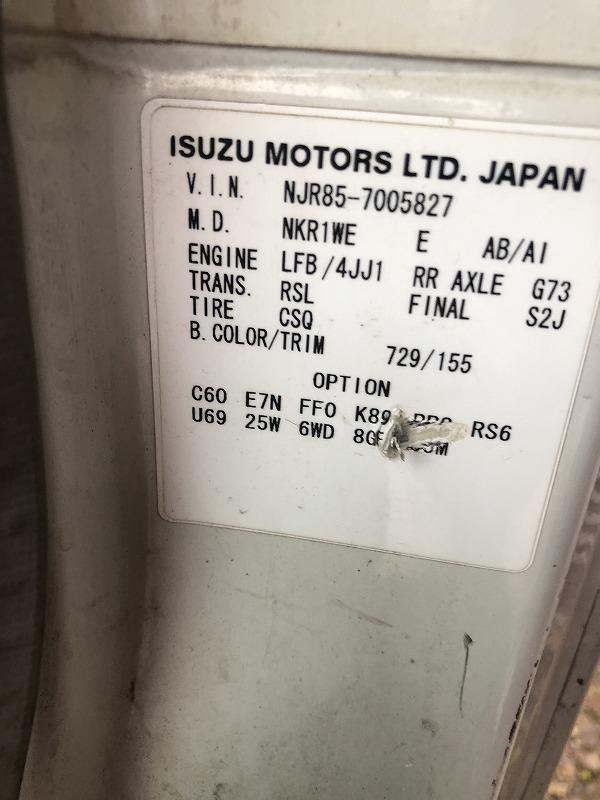 ISUZU MOTORS LTD. JAPAN
V.I.N. NJR85-7005827
M.D. NKR1WE E AB/AI
ENGINE LFB/4JJ1 RR AXLE G73
TRANS. RSL FINAL S2J
TIRE CSQ
B.COLOR/TRIM 729/155
OPTION
C60 E7N FF0 K89 RS6
U69 25W 6WD